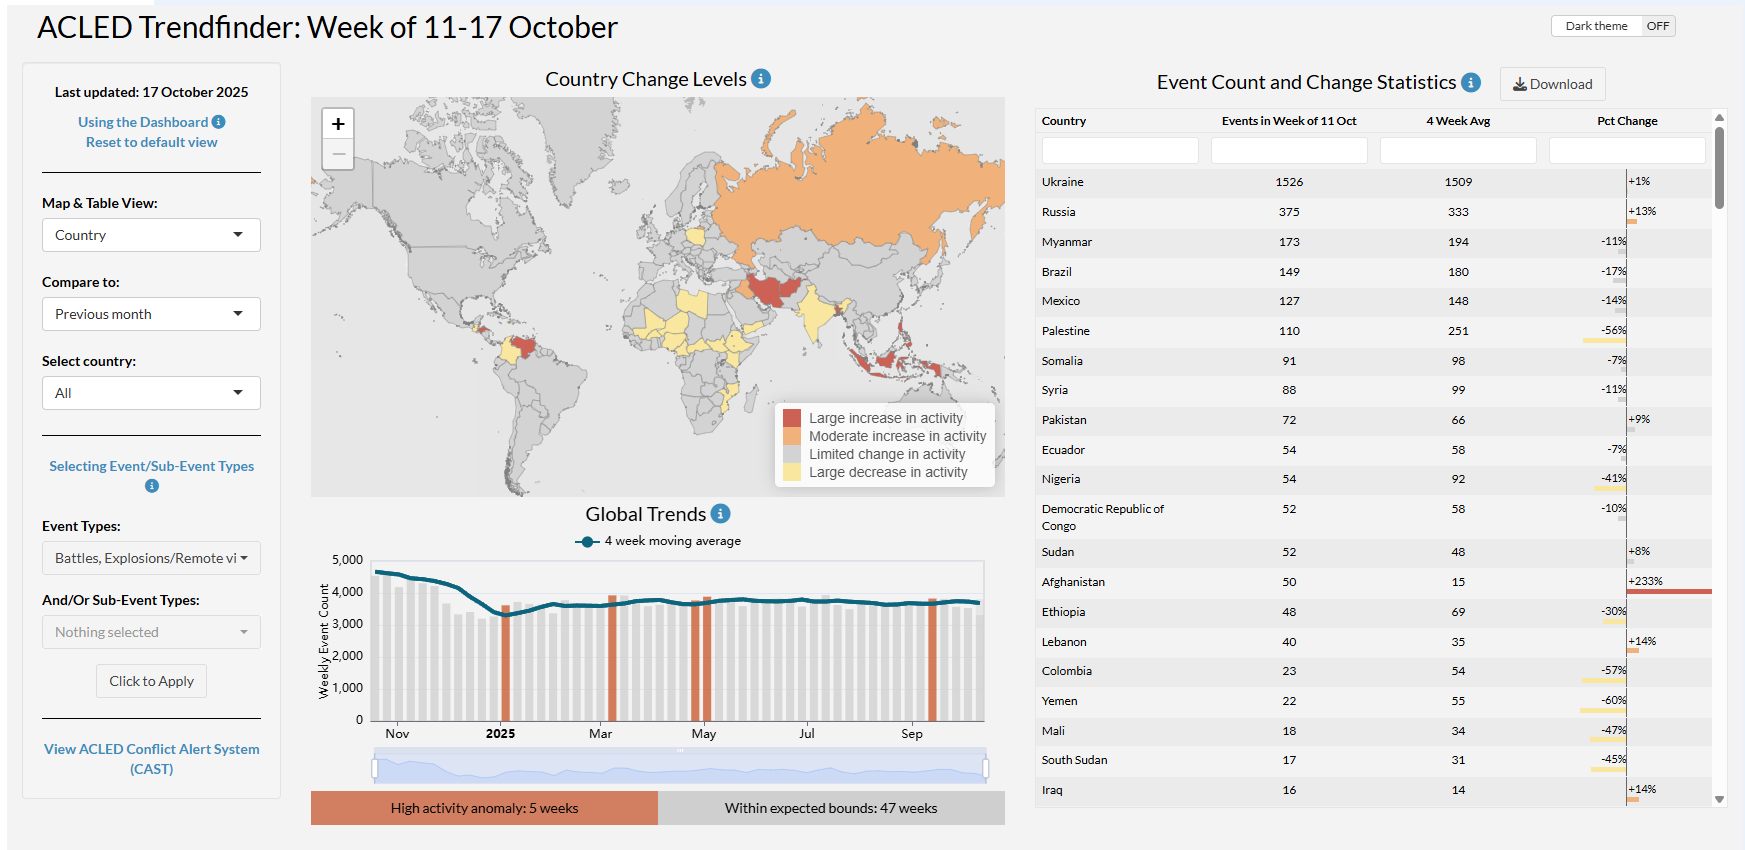 ACLED Trendfinder: Week of 11-17 October
Dark theme OFF
Last updated: 17 October 2025
Using the Dashboard
Reset to default view
Map & Table View:
Country
Compare to:
Previous month
Select country:
All
Selecting Event/Sub-Event Types
Event Types:
Battles, Explosions/Remote vi
And/Or Sub-Event Types:
Nothing selected
Click to Apply
View ACLED Conflict Alert System
(CAST)
Country Change Levels
+
−
Large increase in activity
Moderate increase in activity
Limited change in activity
Large decrease in activity
Global Trends
4 week moving average
Weekly Event Count
5,000
4,000
3,000
2,000
1,000
0
Nov 2025 Mar May Jul Sep
High activity anomaly: 5 weeks
Within expected bounds: 47 weeks
Event Count and Change Statistics
Download
Country Events in Week of 11 Oct 4 Week Avg Pct Change
Ukraine 1526 1509 +1%
Russia 375 333 +13%
Myanmar 173 194 -11%
Brazil 149 180 -17%
Mexico 127 148 -14%
Palestine 110 251 -56%
Somalia 91 98 -7%
Syria 88 99 -11%
Pakistan 72 66 +9%
Ecuador 54 58 -7%
Nigeria 54 92 -41%
Democratic Republic of
Congo 52 58 -10%
Sudan 52 48 +8%
Afghanistan 50 15 +233%
Ethiopia 48 69 -30%
Lebanon 40 35 +14%
Colombia 23 54 -57%
Yemen 22 55 -60%
Mali 18 34 -47%
South Sudan 17 31 -45%
Iraq 16 14 +14%